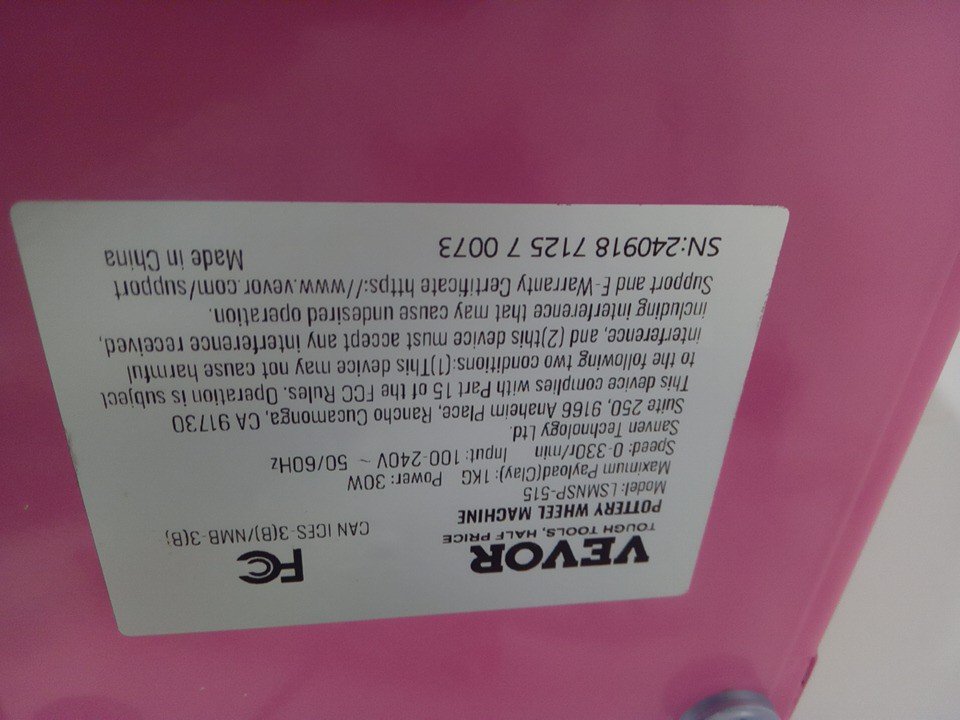 VEVOR
TOUGH TOOLS, HALF PRICE
FC
CAN ICES-3(B)/NMB-3(B)
POTTERY WHEEL MACHINE
Model: LSMNSP-515
Maximum Payload(Clay): 1KG Power: 30W
Speed: 0-330r/min Input: 100-240V ~ 50/60Hz
Sanven Technology Ltd.
Suite 250, 9166 Anaheim Place, Rancho Cucamonga, CA 91730
This device complies with Part 15 of the FCC Rules. Operation is subject
to the following two conditions:(1)This device may not cause harmful
interference, and (2)this device must accept any interference received,
including interference that may cause undesired operation.
Support and E-Warranty Certificate https://www.vevor.com/support
SN:240918 7125 7 0073 Made in China